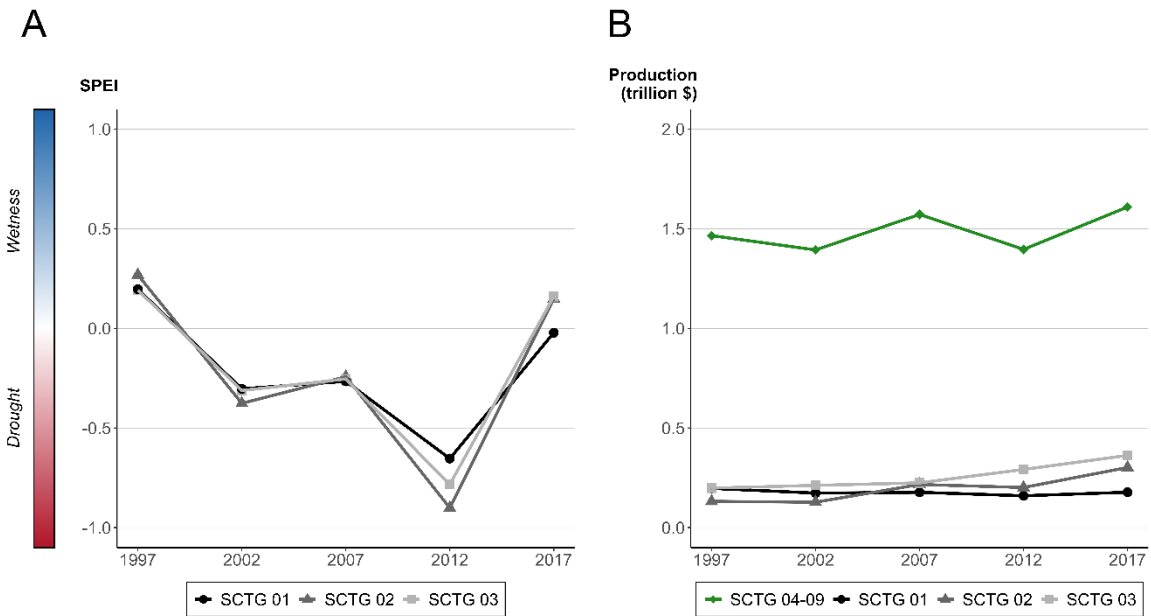 A
SPEI
Wetness
Drought
1.0
0.5
0.0
-0.5
-1.0
1997 2002 2007 2012 2017
SCTG 01 SCTG 02 SCTG 03
B
Production
(trillion $)
2.0
1.5
1.0
0.5
0.0
1997 2002 2007 2012 2017
SCTG 04-09 SCTG 01 SCTG 02 SCTG 03